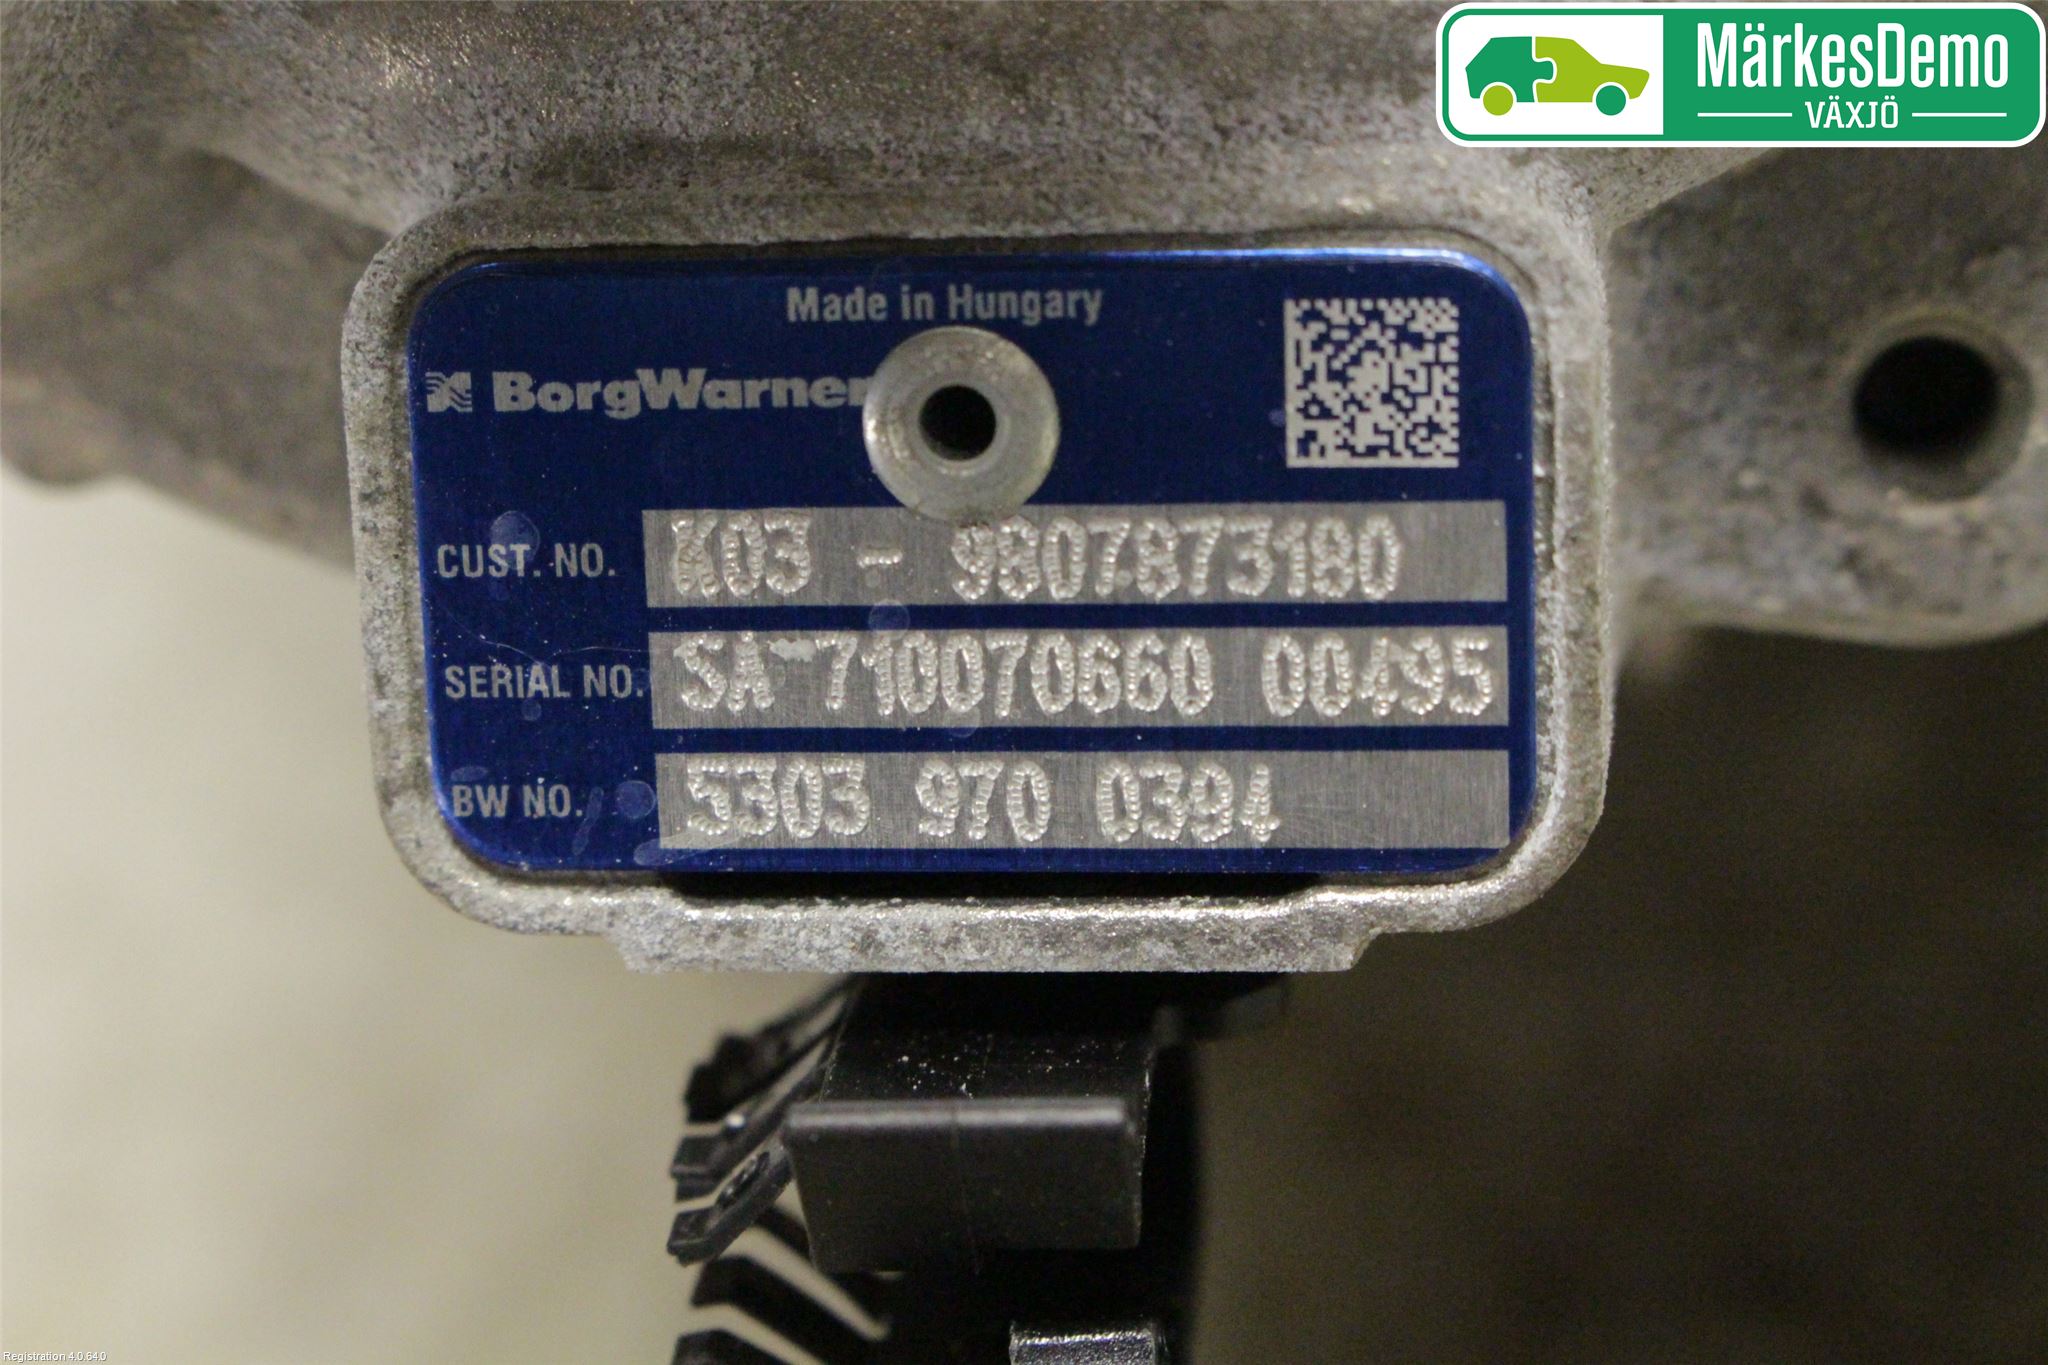 MärkesDemo
VÄXJÖ
Made in Hungary
BorgWarner
CUST. NO. K03 - 9807873180
SERIAL NO. SA 710070660 00495
BW NO. 5303 970 0394
Registration 4.0.64.0